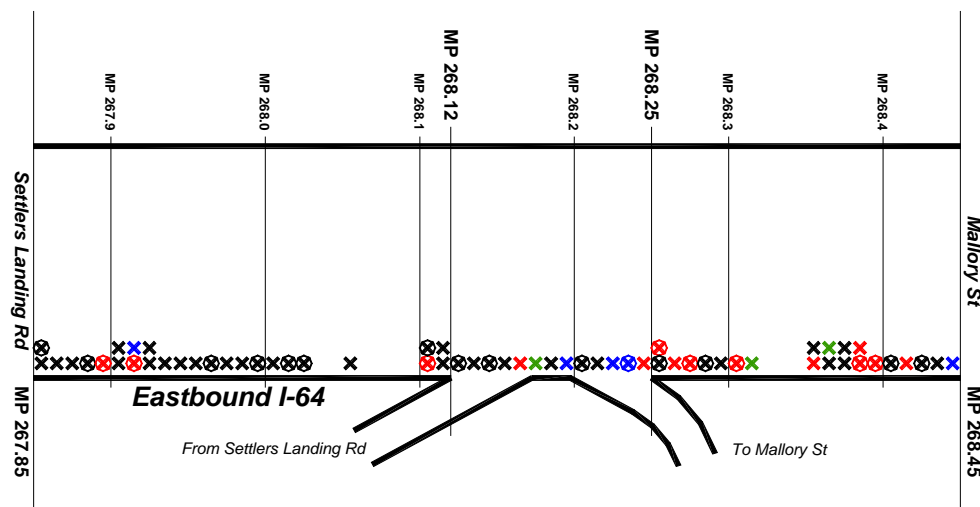 MP 268.12
MP 268.25
MP 267.9
MP 268.0
MP 268.1
MP 268.2
MP 268.3
MP 268.4
Settlers Landing Rd
Mallory St
Eastbound I-64
MP 267.85
From Settlers Landing Rd
To Mallory St
MP 268.45